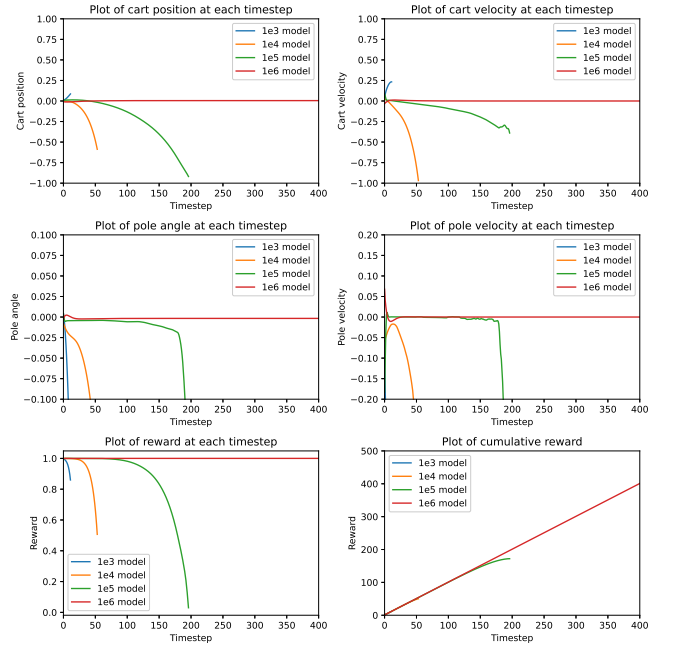 Plot of cart position at each timestep
1.00
0.75
0.50
0.25
0.00
−0.25
−0.50
−0.75
−1.00
Cart position
0 50 100 150 200 250 300 350 400
Timestep
1e3 model
1e4 model
1e5 model
1e6 model
Plot of cart velocity at each timestep
1.00
0.75
0.50
0.25
0.00
−0.25
−0.50
−0.75
−1.00
Cart velocity
0 50 100 150 200 250 300 350 400
Timestep
1e3 model
1e4 model
1e5 model
1e6 model
Plot of pole angle at each timestep
0.100
0.075
0.050
0.025
0.000
−0.025
−0.050
−0.075
−0.100
Pole angle
0 50 100 150 200 250 300 350 400
Timestep
1e3 model
1e4 model
1e5 model
1e6 model
Plot of pole velocity at each timestep
0.20
0.15
0.10
0.05
0.00
−0.05
−0.10
−0.15
−0.20
Pole velocity
0 50 100 150 200 250 300 350 400
Timestep
1e3 model
1e4 model
1e5 model
1e6 model
Plot of reward at each timestep
1.0
0.8
0.6
0.4
0.2
0.0
Reward
0 50 100 150 200 250 300 350 400
Timestep
1e3 model
1e4 model
1e5 model
1e6 model
Plot of cumulative reward
500
400
300
200
100
0
Reward
0 50 100 150 200 250 300 350 400
Timestep
1e3 model
1e4 model
1e5 model
1e6 model